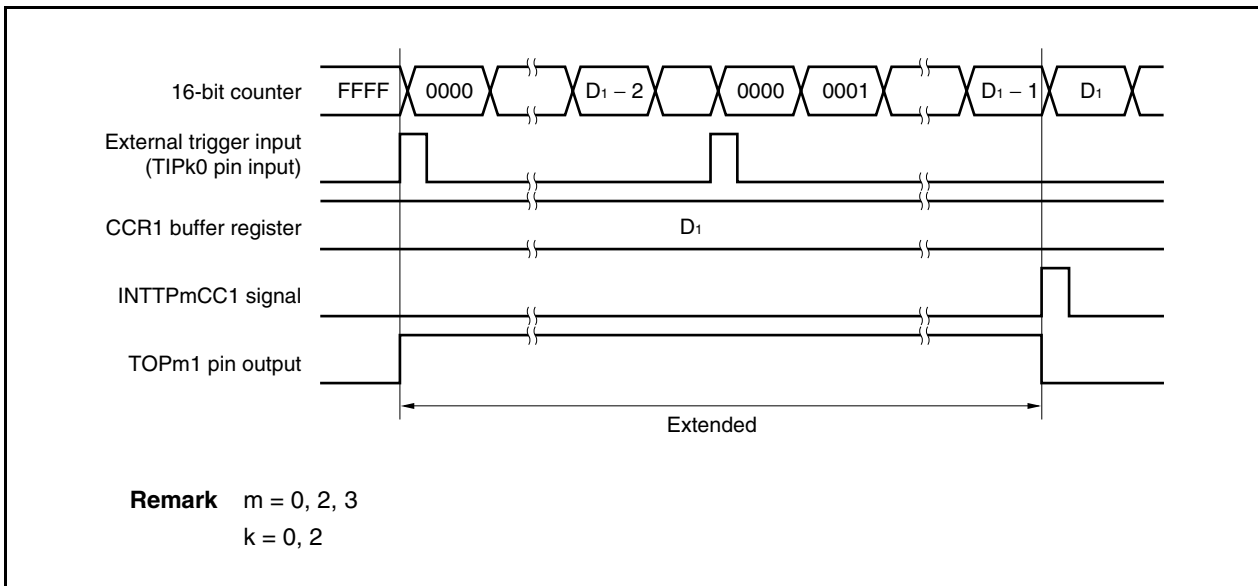 16-bit counter FFFF 0000 D₁ − 2 0000 0001 D₁ − 1 D₁
External trigger input
(TIPk0 pin input)
CCR1 buffer register D₁
INTTPmCC1 signal
TOPm1 pin output
Extended
Remark m = 0, 2, 3
k = 0, 2